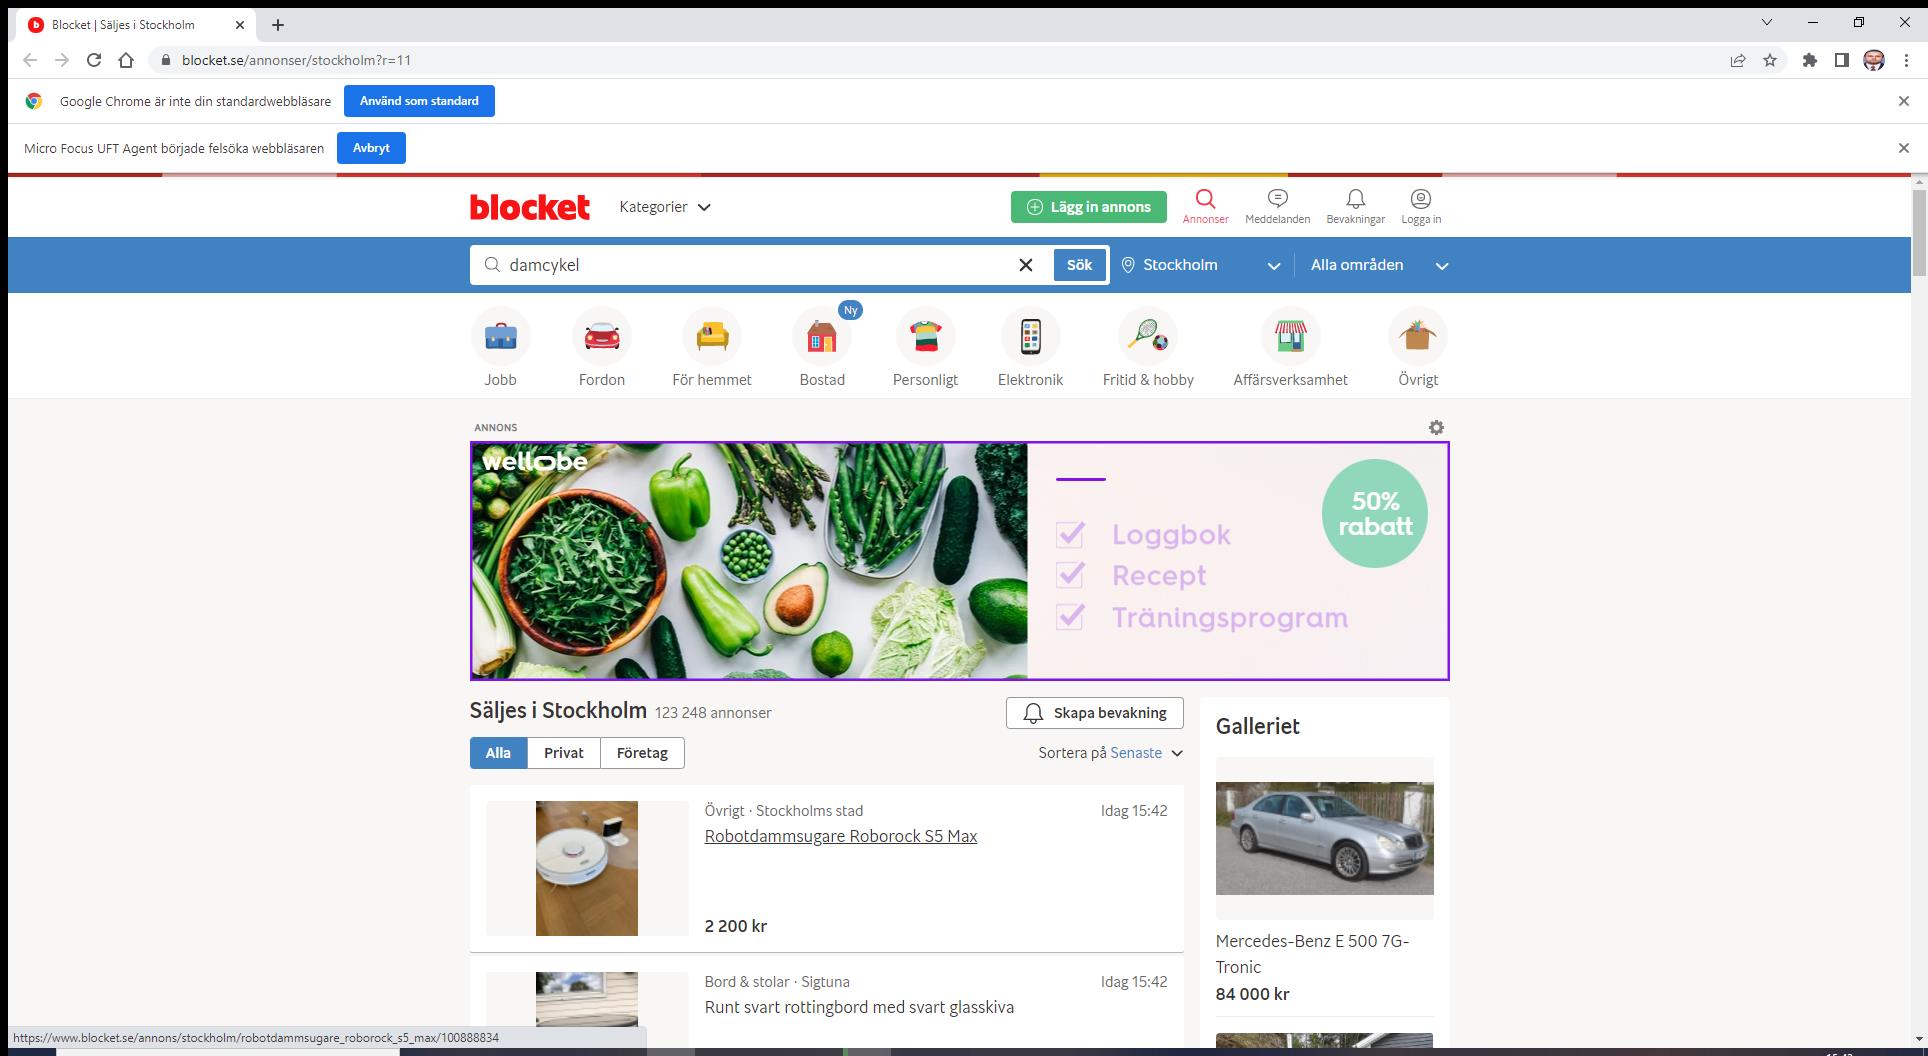 Blocket | Säljes i Stockholm
blocket.se/annonser/stockholm?r=11
Google Chrome är inte din standardwebbläsare
Använd som standard
Micro Focus UFT Agent började felsöka webbläsaren
Avbryt
blocket
Kategorier
Lägg in annons
Annonser
Meddelanden
Bevakningar
Logga in
damcykel
Sök
Stockholm
Alla områden
Ny
Jobb
Fordon
För hemmet
Bostad
Personligt
Elektronik
Fritid & hobby
Affärsverksamhet
Övrigt
ANNONS
wellobe
50%
rabatt
Loggbok
Recept
Träningsprogram
Säljes i Stockholm 123 248 annonser
Skapa bevakning
Alla
Privat
Företag
Sortera på Senaste
Övrigt · Stockholms stad
Idag 15:42
Robotdammsugare Roborock S5 Max
2 200 kr
Bord & stolar · Sigtuna
Idag 15:42
Runt svart rottingbord med svart glasskiva
Galleriet
Mercedes-Benz E 500 7G-
Tronic
84 000 kr
https://www.blocket.se/annons/stockholm/robotdammsugare_roborock_s5_max/100888834